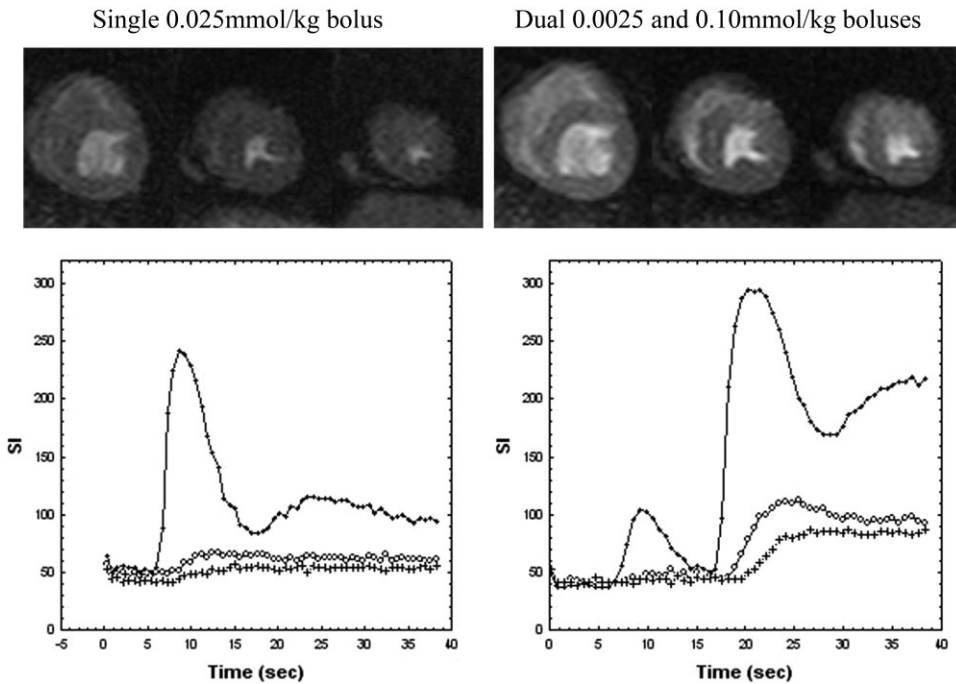 Single 0.025mmol/kg bolus
Dual 0.0025 and 0.10mmol/kg boluses
300
250
200
150
100
50
0
SI
-5 0 5 10 15 20 25 30 35 40
Time (sec)
300
250
200
150
100
50
0
SI
0 5 10 15 20 25 30 35 40
Time (sec)